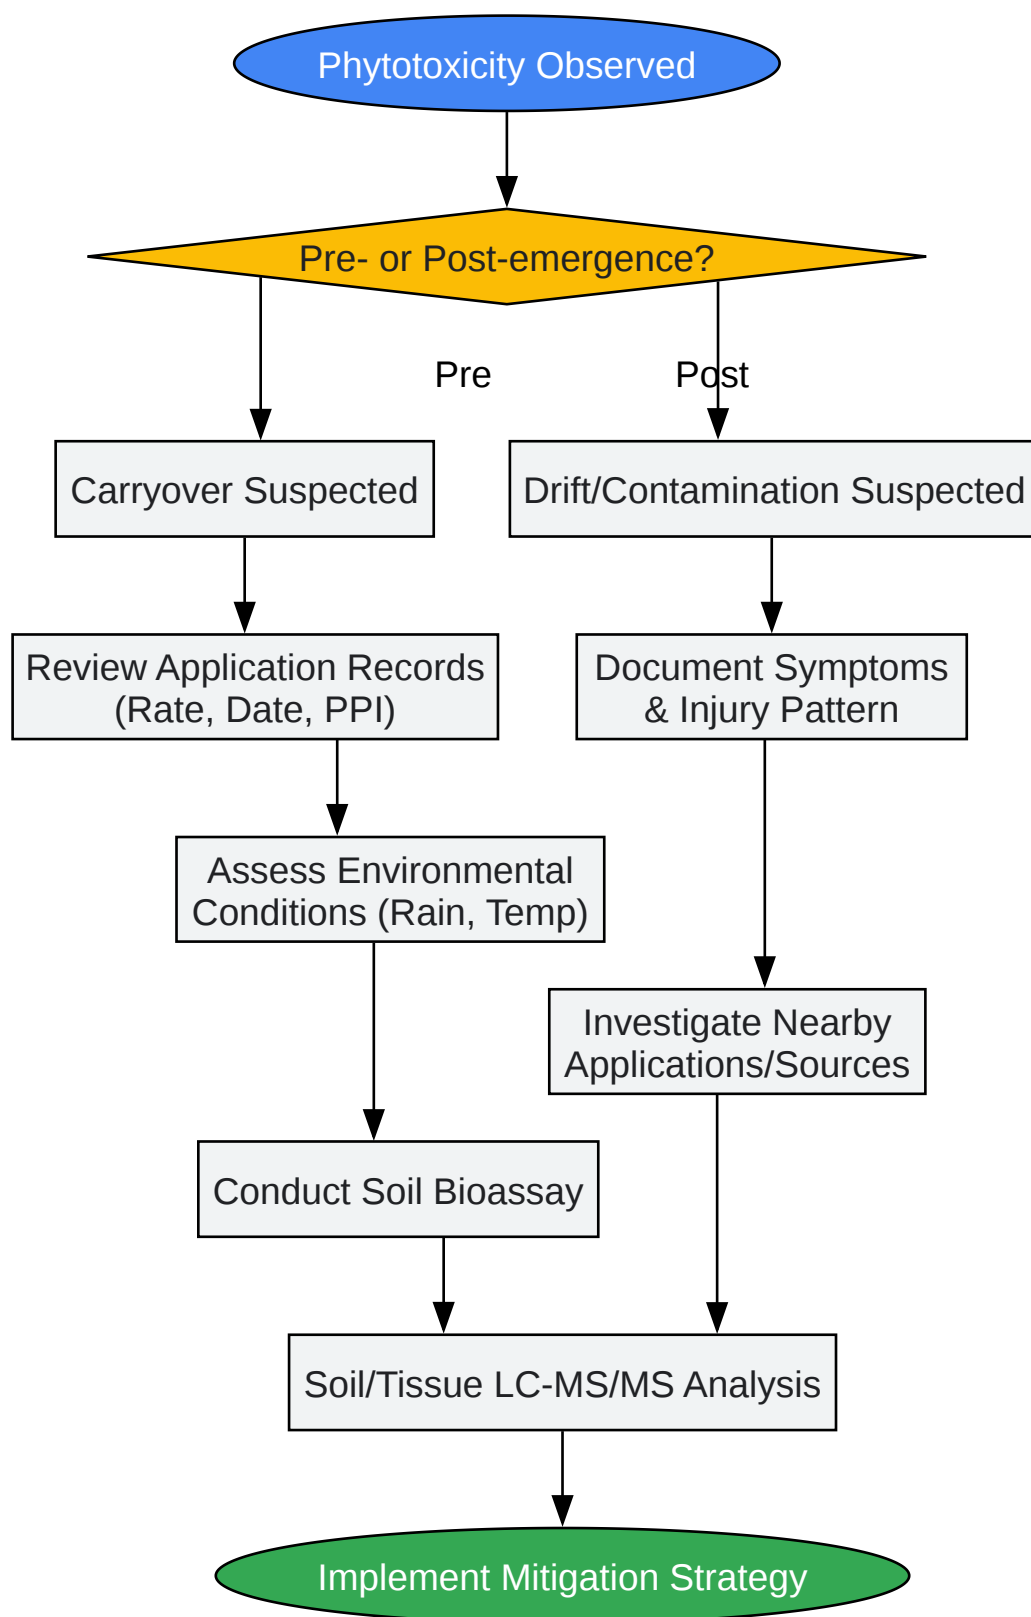 Phytotoxicity Observed
Pre- or Post-emergence?
Pre
Post
Carryover Suspected
Drift/Contamination Suspected
Review Application Records
(Rate, Date, PPI)
Document Symptoms
& Injury Pattern
Assess Environmental
Conditions (Rain, Temp)
Investigate Nearby
Applications/Sources
Conduct Soil Bioassay
Soil/Tissue LC-MS/MS Analysis
Implement Mitigation Strategy